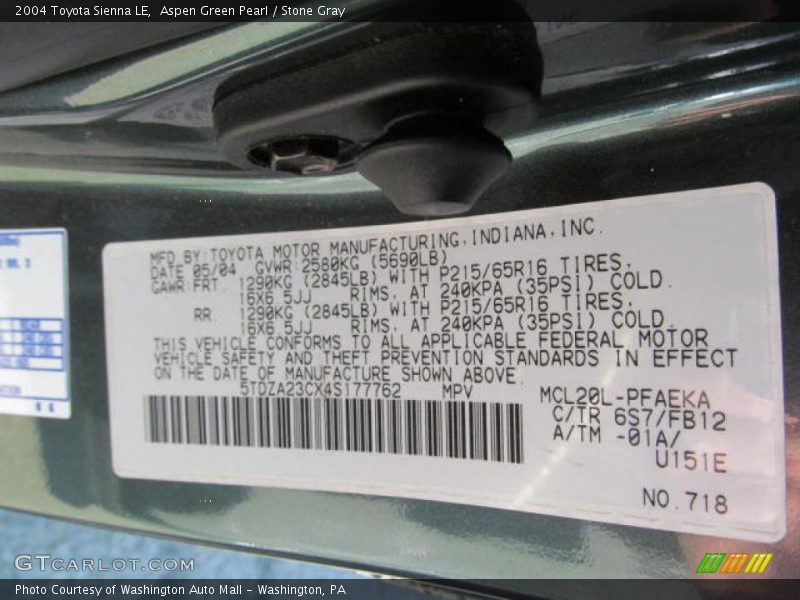 2004 Toyota Sienna LE, Aspen Green Pearl / Stone Gray
MFD BY:TOYOTA MOTOR MANUFACTURING,INDIANA,INC.
DATE 05/04 GVWR:2580KG (5690LB)
GAWR:FRT. 1290KG (2845LB) WITH P215/65R16 TIRES,
16X6.5JJ RIMS, AT 240KPA (35PSI) COLD.
RR 1290KG (2845LB) WITH P215/65R16 TIRES,
16X6.5JJ RIMS, AT 240KPA (35PSI) COLD.
THIS VEHICLE CONFORMS TO ALL APPLICABLE FEDERAL MOTOR
VEHICLE SAFETY AND THEFT PREVENTION STANDARDS IN EFFECT
ON THE DATE OF MANUFACTURE SHOWN ABOVE.
5TDZA23CX4S177762 MPV
MCL20L-PFAEKA
C/TR 6S7/FB12
A/TM -01A/
U151E
NO.718
GTCARLOT.COM
Photo Courtesy of Washington Auto Mall - Washington, PA